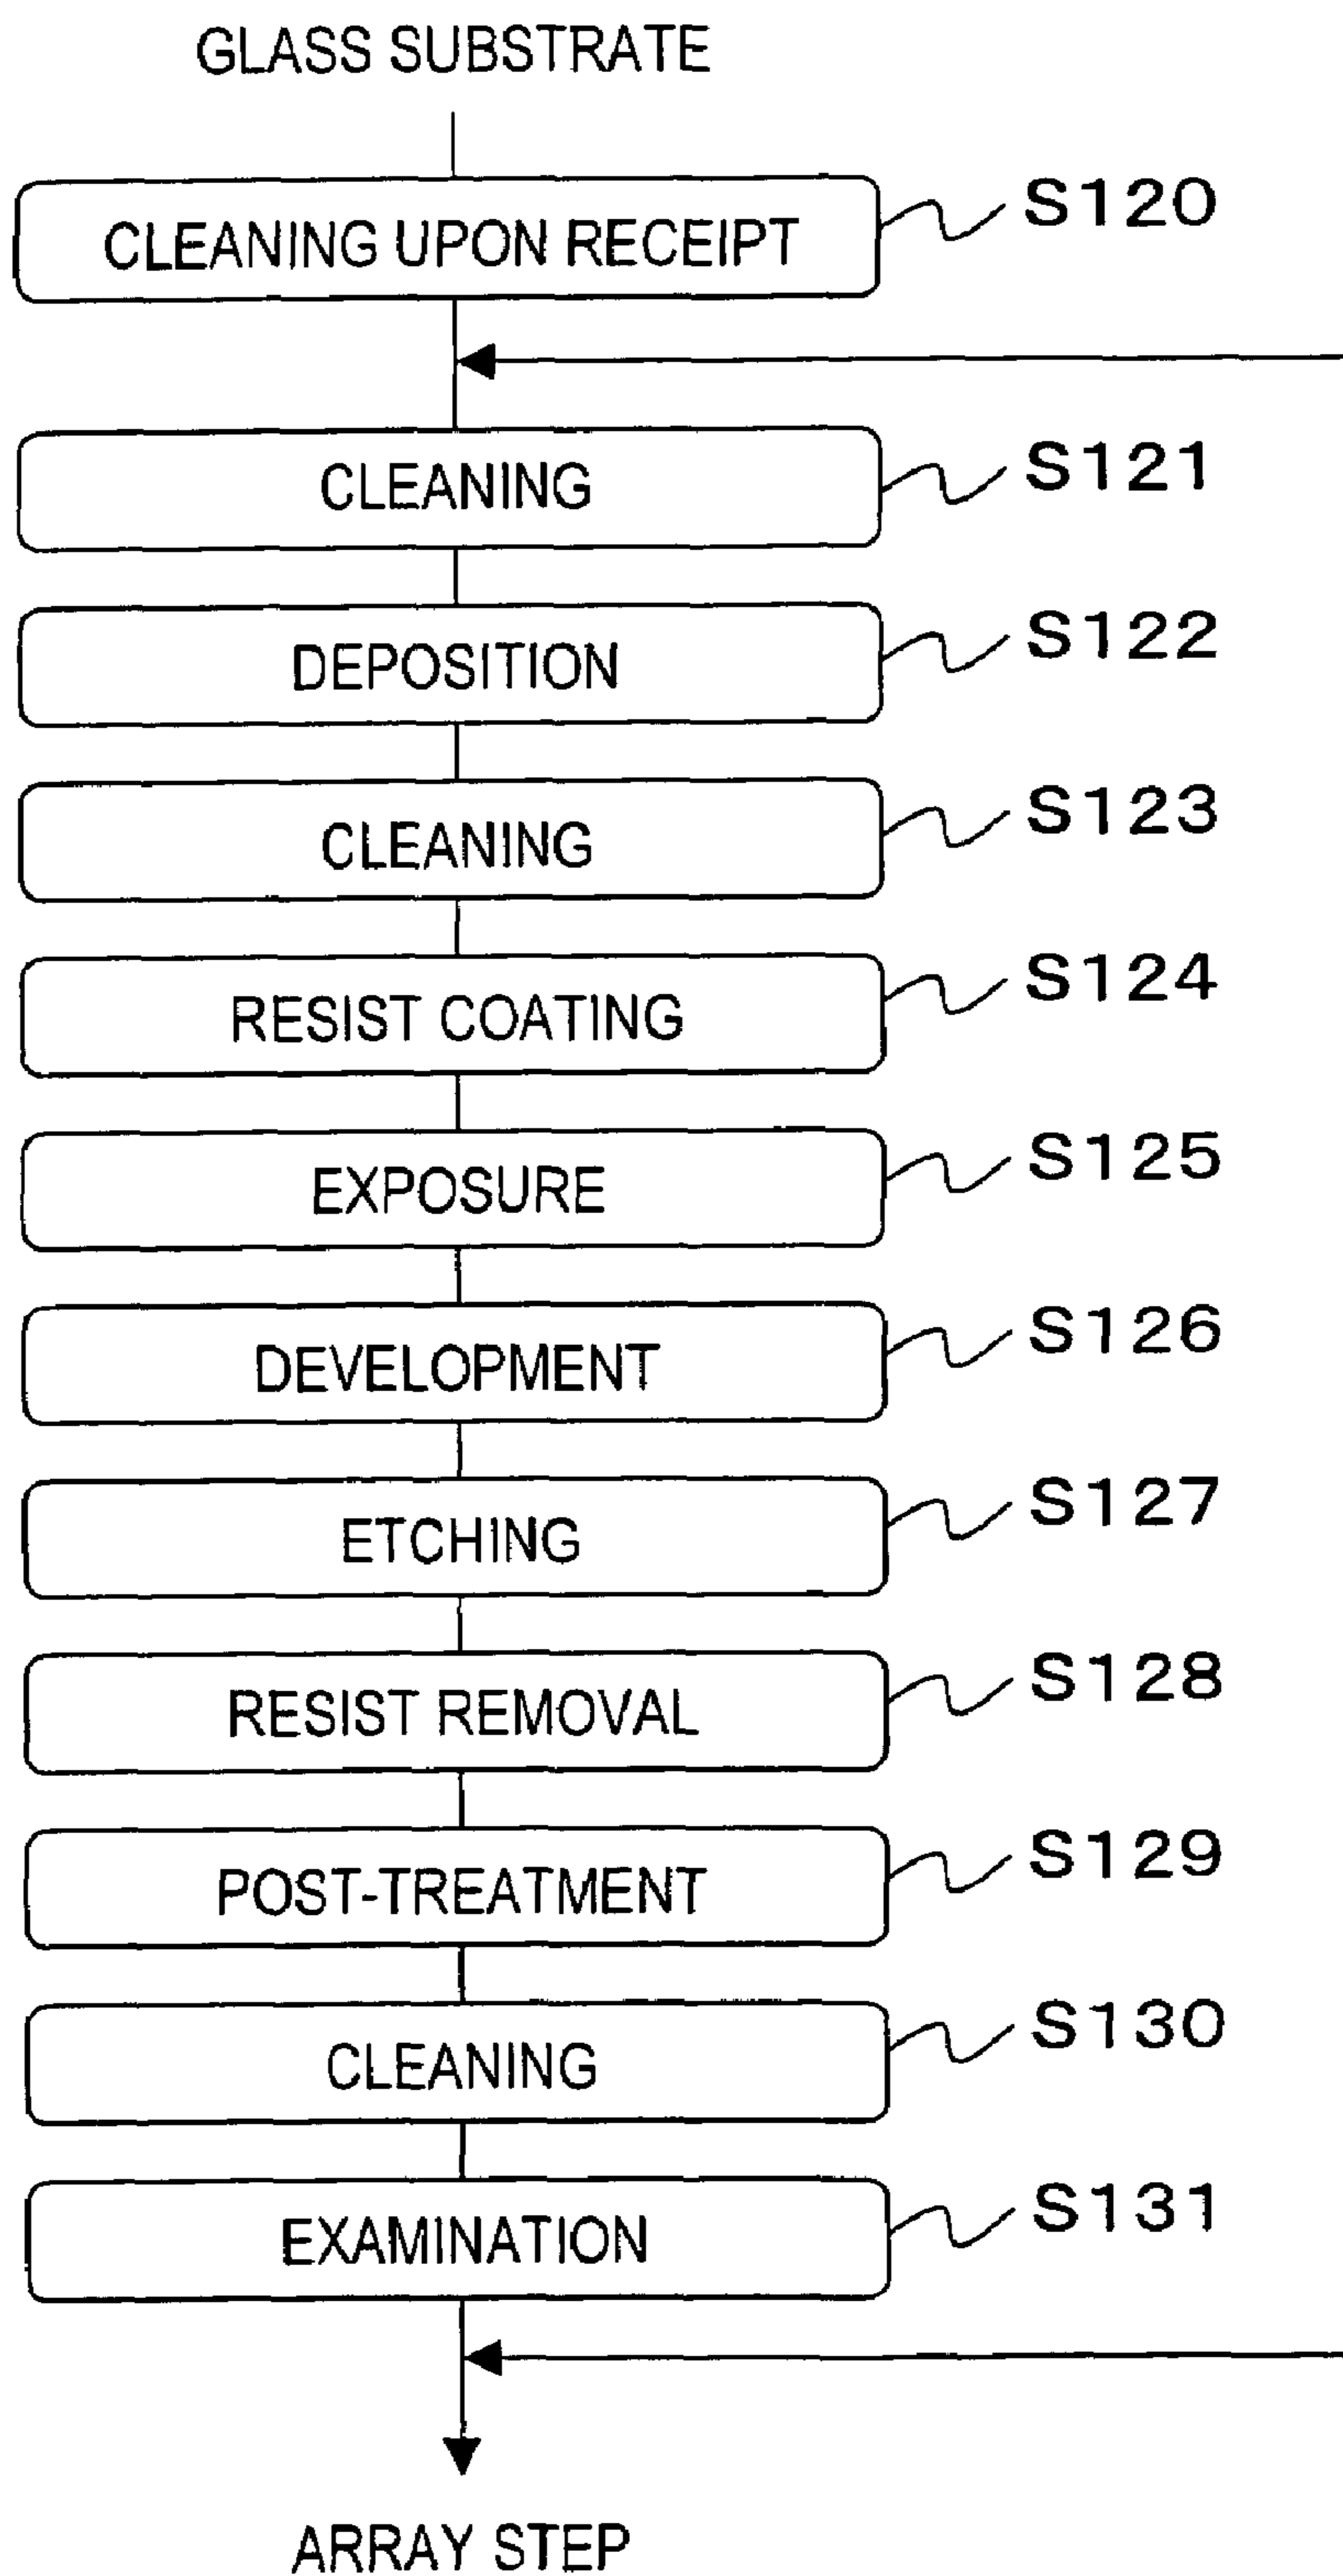 GLASS SUBSTRATE
CLEANING UPON RECEIPT S120
CLEANING S121
DEPOSITION S122
CLEANING S123
RESIST COATING S124
EXPOSURE S125
DEVELOPMENT S126
ETCHING S127
RESIST REMOVAL S128
POST-TREATMENT S129
CLEANING S130
EXAMINATION S131
ARRAY STEP